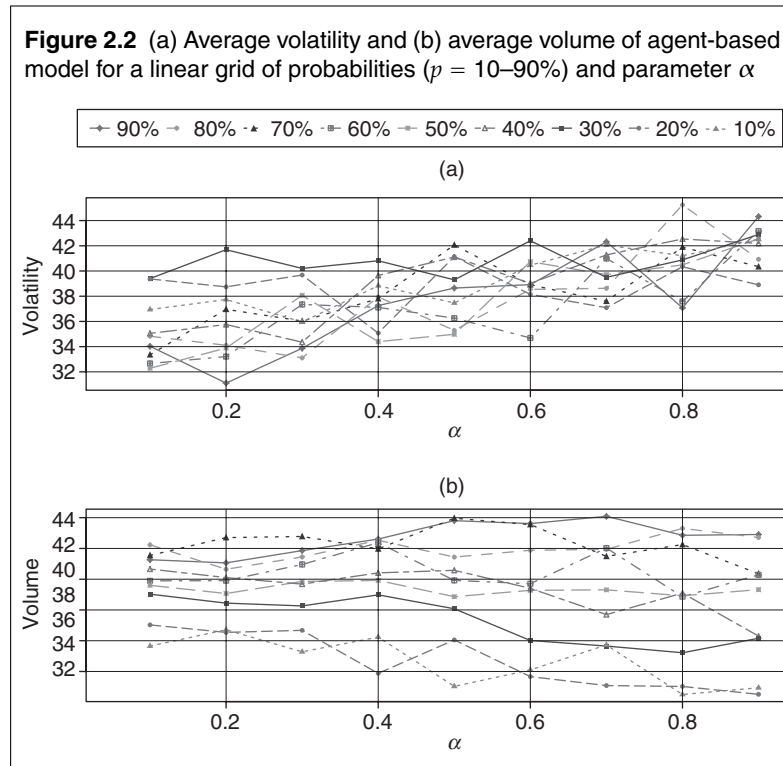 Figure 2.2 (a) Average volatility and (b) average volume of agent-based
model for a linear grid of probabilities (p = 10–90%) and parameter α
90% 80% 70% 60% 50% 40% 30% 20% 10%
(a)
Volatility
44
42
40
38
36
34
32
0.2 0.4 0.6 0.8
α
(b)
Volume
44
42
40
38
36
34
32
0.2 0.4 0.6 0.8
α